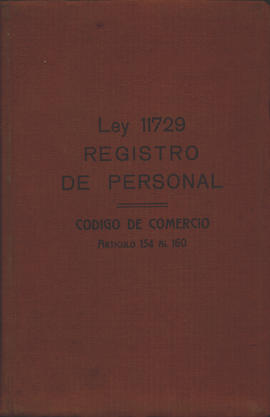 Ley 11729
REGISTRO
DE PERSONAL
CODIGO DE COMERCIO
ARTICULO 154 AL 160